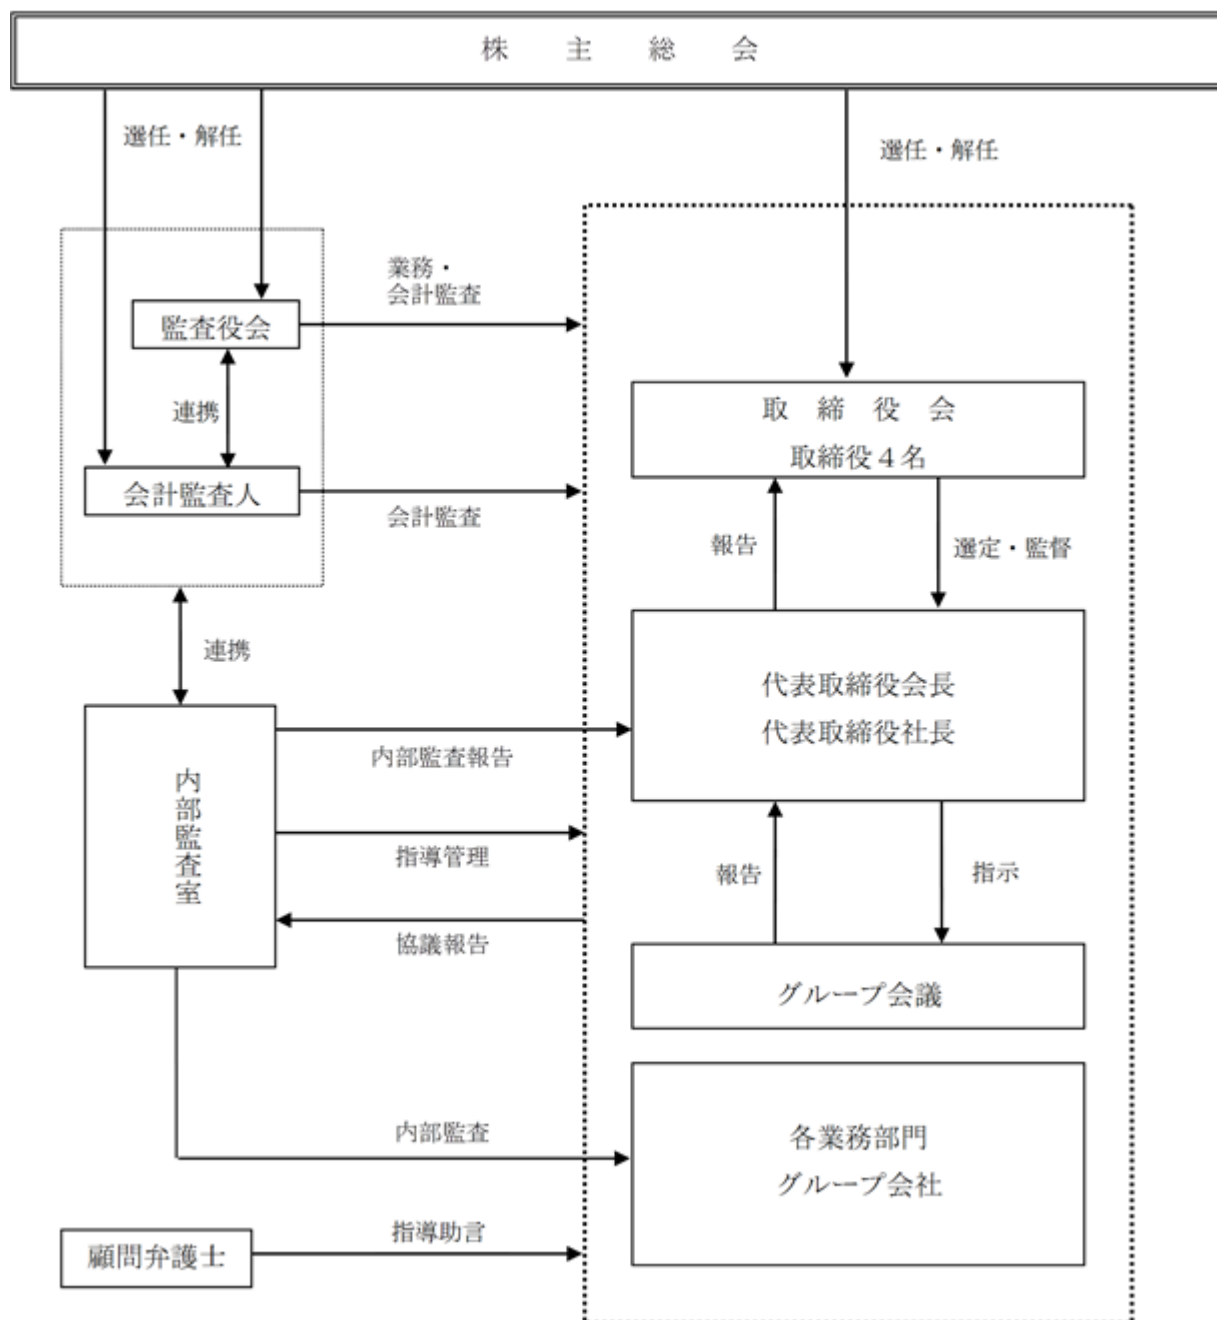 株主総会
選任・解任
選任・解任
業務・
会計監査
監査役会
連携
取締役会
取締役４名
会計監査人
会計監査
報告
選定・監督
連携
代表取締役会長
代表取締役社長
内部監査報告
内部監査室
指導管理
報告
指示
協議報告
グループ会議
内部監査
各業務部門
グループ会社
指導助言
顧問弁護士